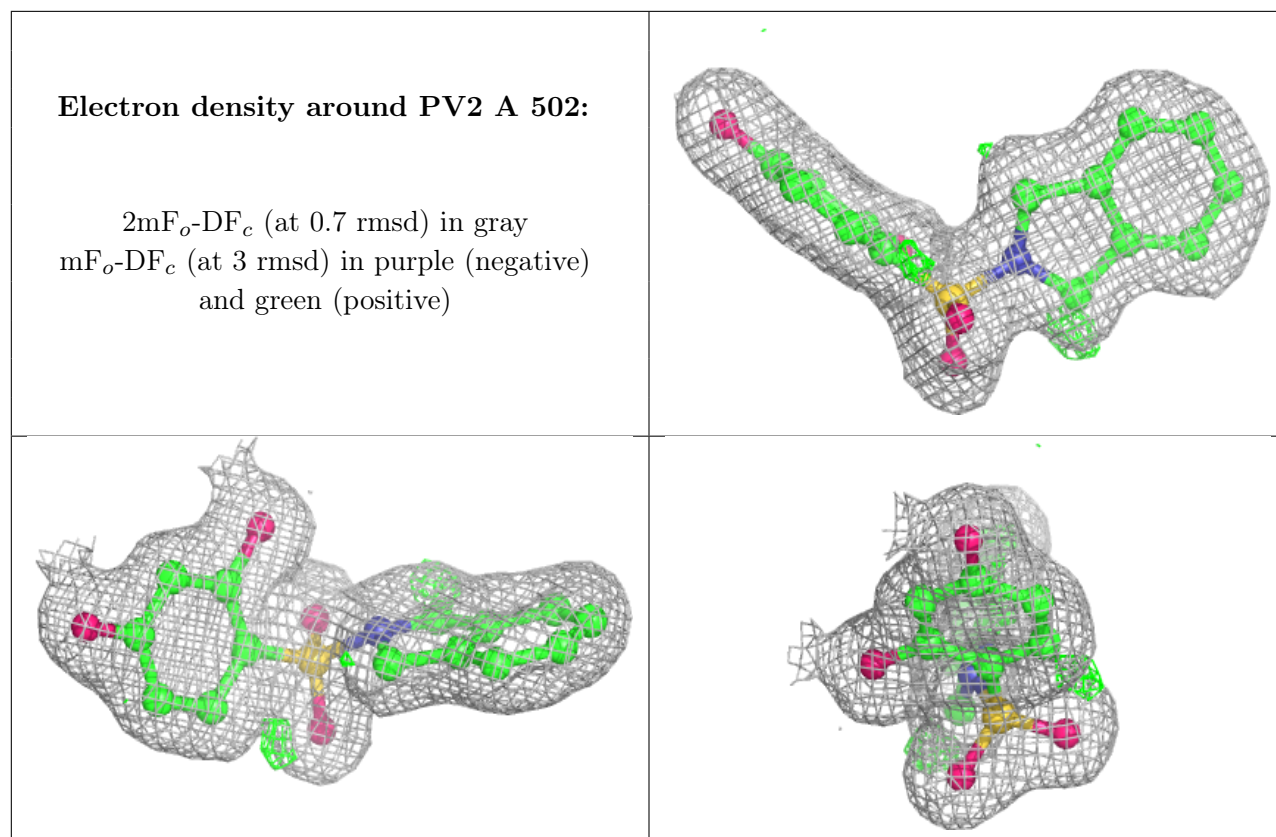 Electron density around PV2 A 502:
2mFₒ-DF𝒸 (at 0.7 rmsd) in gray
mFₒ-DF𝒸 (at 3 rmsd) in purple (negative)
and green (positive)